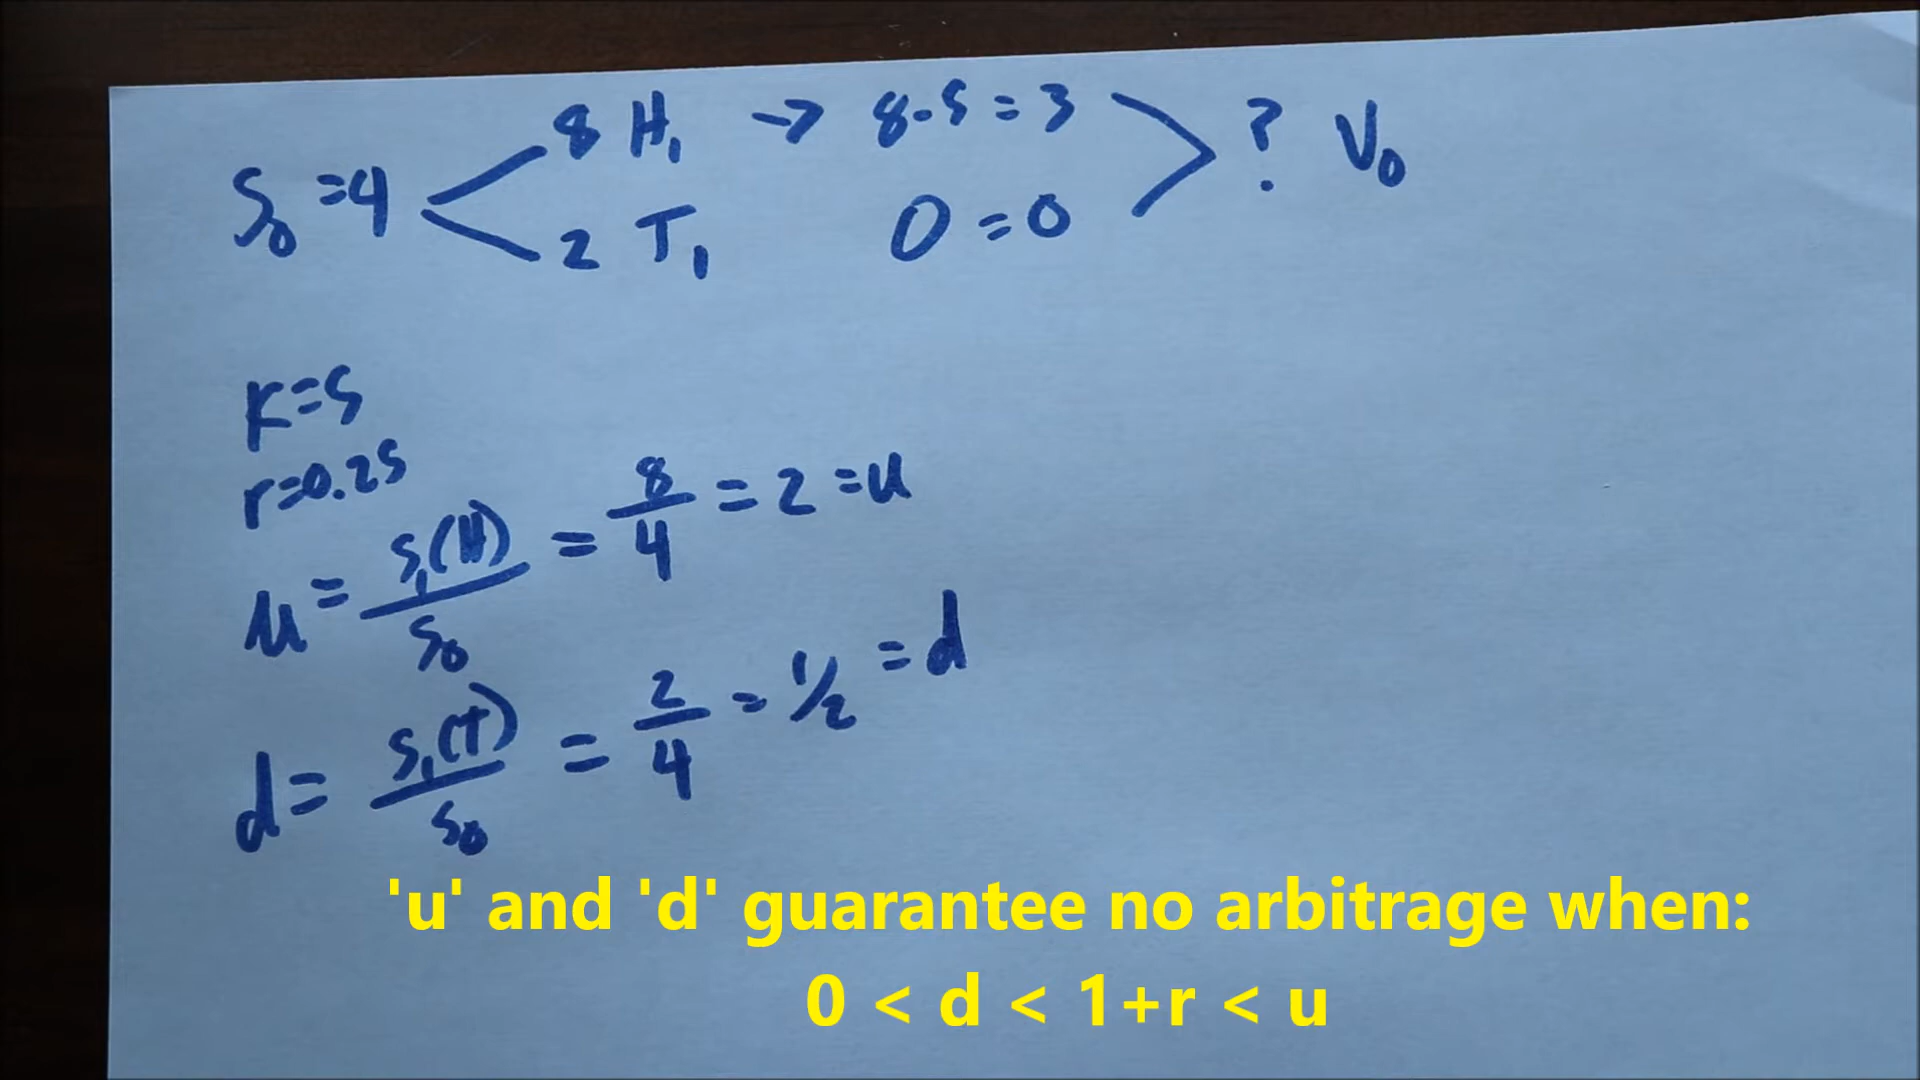 S₀ = 4 < 8 H₁ → 8 - 5 = 3 > ? V₀
2 T₁ 0 = 0
K = 5
r = 0.25
u = S₁(H) / S₀ = 8 / 4 = 2 = u
d = S₁(T) / S₀ = 2 / 4 = 1/2 = d
'u' and 'd' guarantee no arbitrage when:
0 < d < 1+r < u